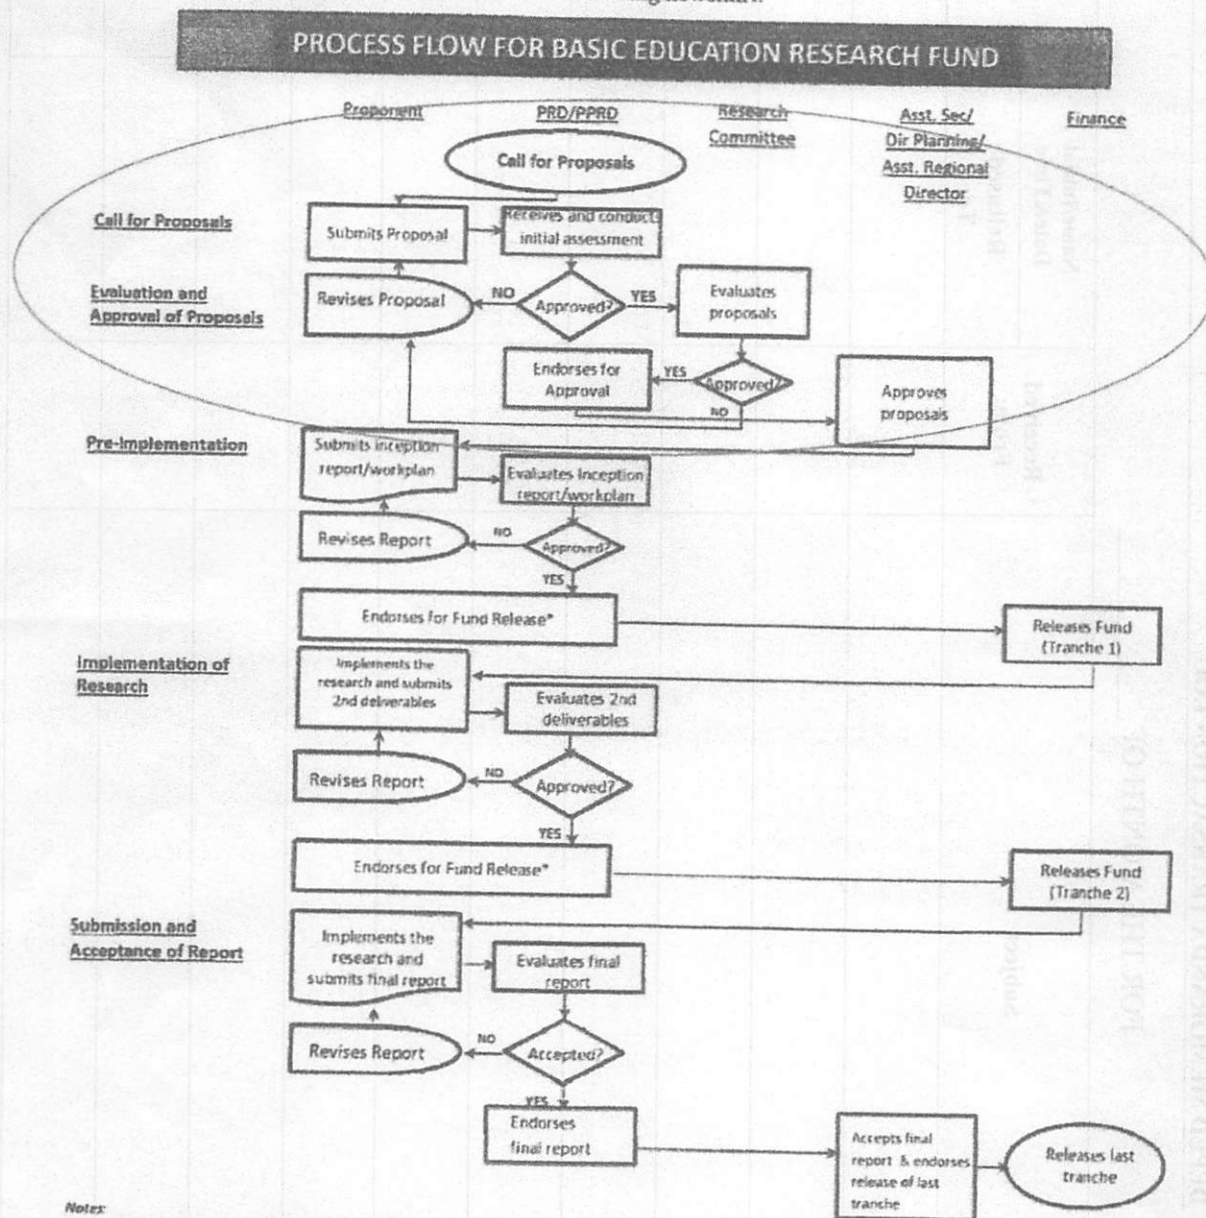 PROCESS FLOW FOR BASIC EDUCATION RESEARCH FUND
Proponent
PRD/PPRD
Research
Committee
Asst. Sec/
Dir Planning/
Asst. Regional
Director
Finance
Call for Proposals
Call for Proposals
Submits Proposal
Receives and conduct
initial assessment
Evaluation and
Approval of Proposals
Revises Proposal
NO
Approved?
YES
Evaluates
proposals
Endorses for
Approval
YES
Approved?
NO
Approves
proposals
Pre-Implementation
Submits inception
report/workplan
Evaluates Inception
report/workplan
Revises Report
NO
Approved?
YES
Endorses for Fund Release*
Releases Fund
(Tranche 1)
Implementation of
Research
Implements the
research and submits
2nd deliverables
Evaluates 2nd
deliverables
Revises Report
NO
Approved?
YES
Endorses for Fund Release*
Releases Fund
(Tranche 2)
Submission and
Acceptance of Report
Implements the
research and
submits final report
Evaluates final
report
Revises Report
NO
Accepted?
YES
Endorses
final report
Accepts final
report & endorses
release of last
tranche
Releases last
tranche
Notes: